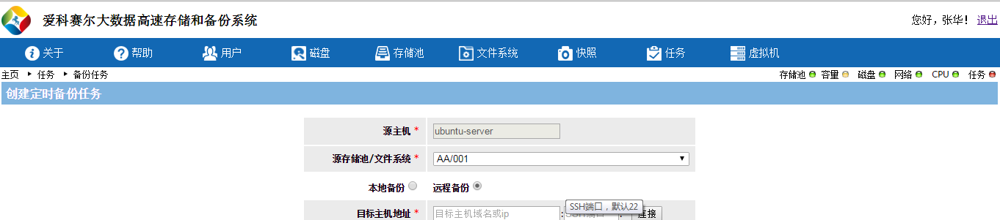 爱科赛尔大数据高速存储和备份系统
您好，张华！ 退出
关于 帮助 用户 磁盘 存储池 文件系统 快照 任务 虚拟机
主页 任务 备份任务 存储池 容量 磁盘 网络 CPU 任务
创建定时备份任务
源主机 * ubuntu-server
源存储池/文件系统 * AA/001
本地备份 远程备份
SSH端口，默认22
目标主机地址 * 目标主机域名或ip : SSH端口 : 连接